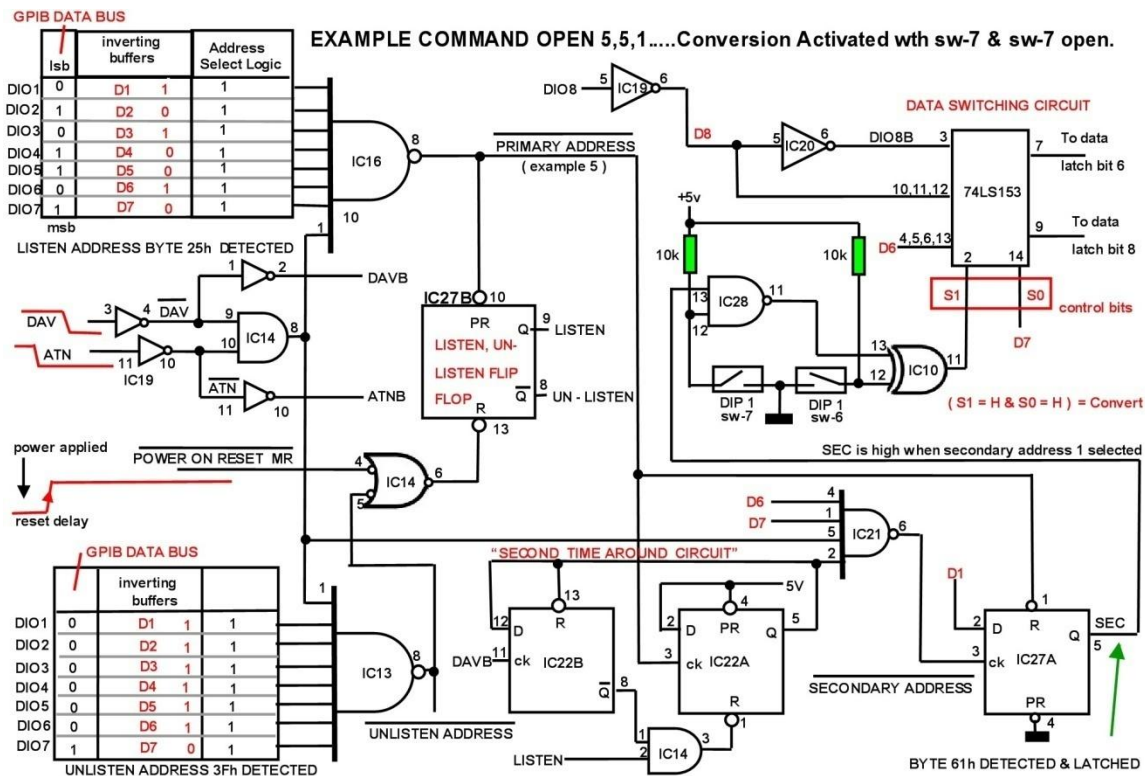 GPIB DATA BUS
EXAMPLE COMMAND OPEN 5,5,1.....Conversion Activated wth sw-7 & sw-7 open.
lsb
inverting
buffers
Address
Select Logic
DIO1 0 D1 1 1
DIO2 1 D2 0 1
DIO3 0 D3 1 1
DIO4 1 D4 0 1
DIO5 1 D5 0 1
DIO6 0 D6 1 1
DIO7 1 D7 0 1
msb
1
10
IC16
8
LISTEN ADDRESS BYTE 25h DETECTED
PRIMARY ADDRESS
( example 5 )
DIO8 5 IC19 6
D8
5 IC20 6 DIO8B 3
DATA SWITCHING CIRCUIT
74LS153
10,11,12
D6 4,5,6,13
7 To data
latch bit 6
9 To data
latch bit 8
2 14
S1 S0
control bits
D7
+5v
10k
10k
13
12
IC28
11
13
12
IC10
11
DIP 1
sw-7
DIP 1
sw-6
( S1 = H & S0 = H ) = Convert
SEC is high when secondary address 1 selected
1 2 DAVB
DAV 3 4 DAV
9
10
IC14
8
ATN 11 10
IC19
ATN
11 10 ATNB
IC27B 10
PR
Q 9 LISTEN
LISTEN, UN-
LISTEN FLIP
FLOP
Q 8 UN - LISTEN
R
13
power applied
reset delay
POWER ON RESET MR
4
5
IC14
6
GPIB DATA BUS
inverting
buffers
DIO1 0 D1 1 1
DIO2 0 D2 1 1
DIO3 0 D3 1 1
DIO4 0 D4 1 1
DIO5 0 D5 1 1
DIO6 0 D6 1 1
DIO7 1 D7 0 1
1
IC13
8
UNLISTEN ADDRESS 3Fh DETECTED
UNLISTEN ADDRESS
“SECOND TIME AROUND CIRCUIT”
13
R
12 D
DAVB 11 ck
IC22B
Q 8
5V
4
PR
2 D
Q 5
3 ck
IC22A
R
1
1
2
IC14
3
LISTEN
D6 4
D7 1
5
2
IC21
6
D1
1
R
2 D
Q SEC
5
3 ck
IC27A
PR
4
SECONDARY ADDRESS
BYTE 61h DETECTED & LATCHED